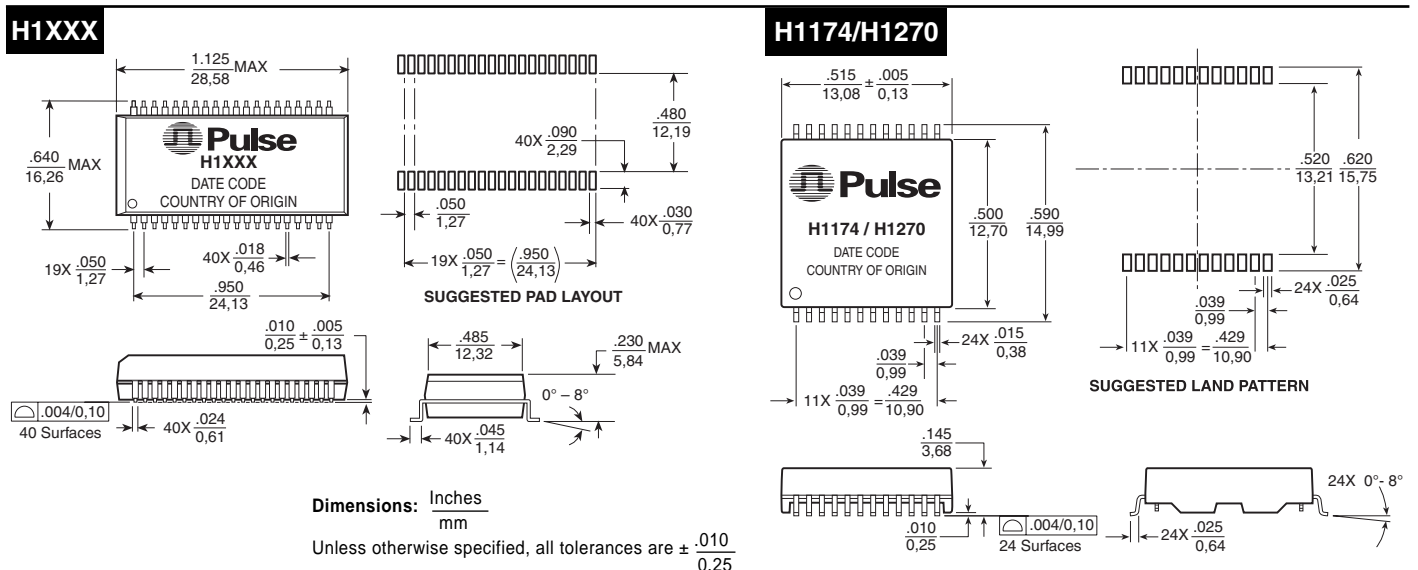 H1XXX
1.125
28,58 MAX
.640
16,26 MAX
Pulse
H1XXX
DATE CODE
COUNTRY OF ORIGIN
19X .050
1,27
40X .018
0,46
.950
24,13
.480
12,19
40X .090
2,29
.050
1,27
40X .030
0,77
19X .050
1,27 = (.950
24,13)
SUGGESTED PAD LAYOUT
.010
0,25 ± .005
0,13
.004/0,10
40 Surfaces
40X .024
0,61
.485
12,32
.230
5,84 MAX
0° – 8°
40X .045
1,14
Dimensions: Inches
mm
Unless otherwise specified, all tolerances are ± .010
0,25
H1174/H1270
.515
13,08 ± .005
0,13
Pulse
H1174 / H1270
DATE CODE
COUNTRY OF ORIGIN
.500
12,70
.590
14,99
24X .015
0,38
.039
0,99
11X .039
0,99 = .429
10,90
.520
13,21
.620
15,75
24X .025
0,64
.039
0,99
11X .039
0,99 = .429
10,90
SUGGESTED LAND PATTERN
.145
3,68
.010
0,25
.004/0,10
24 Surfaces
24X 0°- 8°
24X .025
0,64